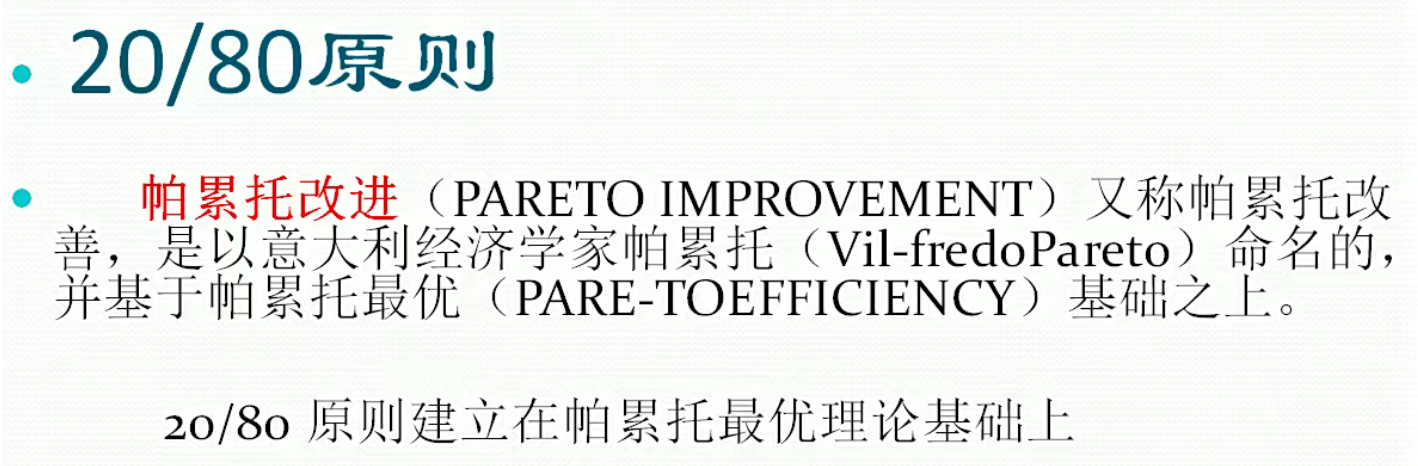 • 20/80原则
• 帕累托改进（PARETO IMPROVEMENT）又称帕累托改
善，是以意大利经济学家帕累托（Vil-fredoPareto）命名的，
并基于帕累托最优（PARE-TOEFFICIENCY）基础之上。
20/80 原则建立在帕累托最优理论基础上